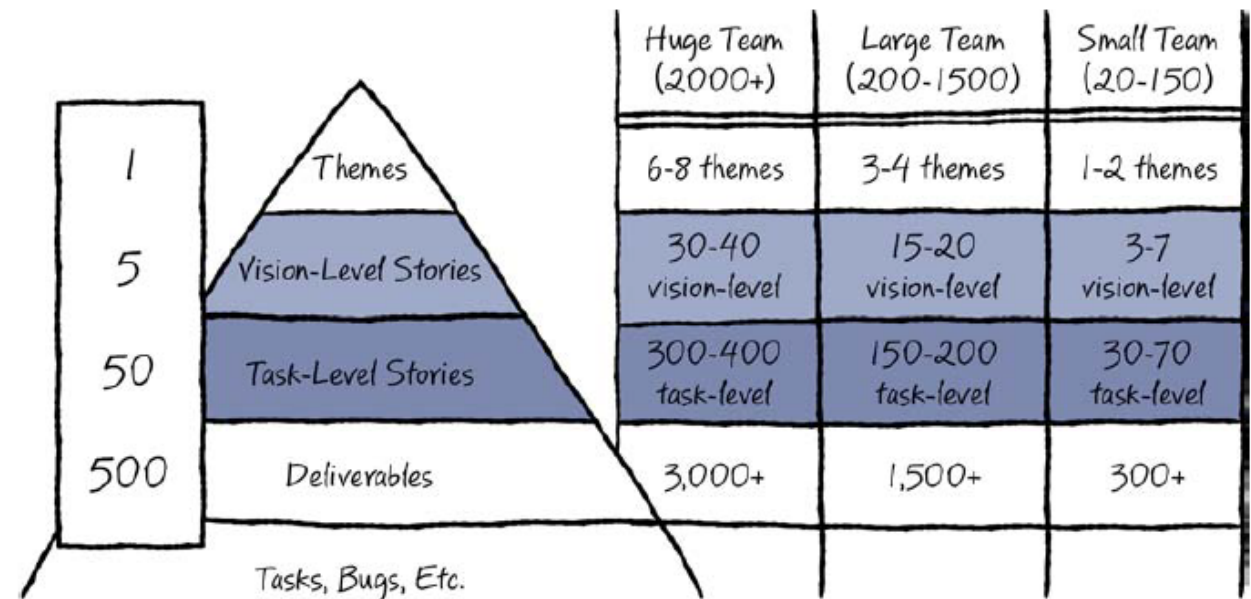 Huge Team
(2000+)
Large Team
(200-1500)
Small Team
(20-150)
1
Themes
6-8 themes
3-4 themes
1-2 themes
5
Vision-Level Stories
30-40
vision-level
15-20
vision-level
3-7
vision-level
50
Task-Level Stories
300-400
task-level
150-200
task-level
30-70
task-level
500
Deliverables
3,000+
1,500+
300+
Tasks, Bugs, Etc.